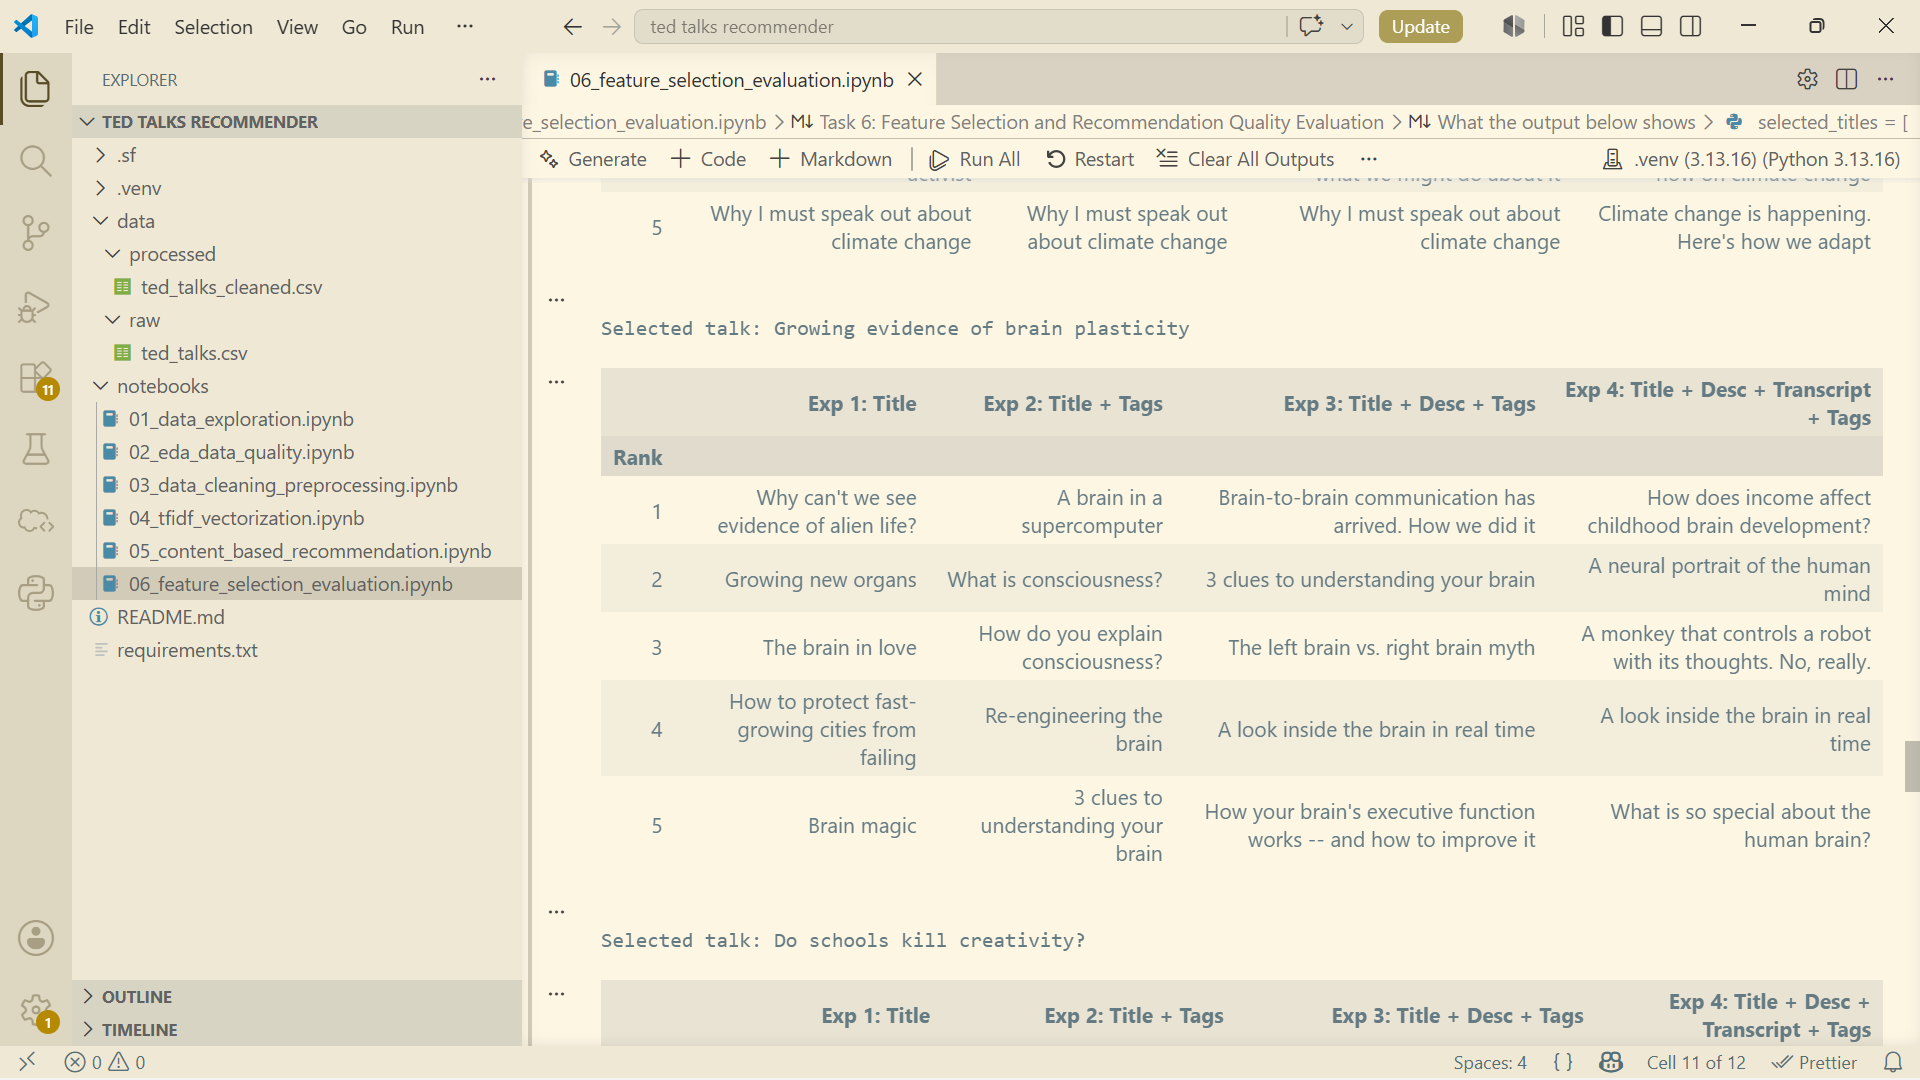 File Edit Selection View Go Run ...
ted talks recommender
Update
EXPLORER
TED TALKS RECOMMENDER
.sf
.venv
data
processed
ted_talks_cleaned.csv
raw
ted_talks.csv
notebooks
01_data_exploration.ipynb
02_eda_data_quality.ipynb
03_data_cleaning_preprocessing.ipynb
04_tfidf_vectorization.ipynb
05_content_based_recommendation.ipynb
06_feature_selection_evaluation.ipynb
README.md
requirements.txt
OUTLINE
TIMELINE
11
1
06_feature_selection_evaluation.ipynb
e_selection_evaluation.ipynb > M↓ Task 6: Feature Selection and Recommendation Quality Evaluation > M↓ What the output below shows > selected_titles = [
Generate + Code + Markdown Run All Restart Clear All Outputs ... .venv (3.13.16) (Python 3.13.16)
activist what we might do about it now on climate change
5 Why I must speak out about climate change Why I must speak out about climate change Why I must speak out about climate change Climate change is happening. Here's how we adapt
...
Selected talk: Growing evidence of brain plasticity
...
Exp 1: Title Exp 2: Title + Tags Exp 3: Title + Desc + Tags Exp 4: Title + Desc + Transcript + Tags
Rank
1 Why can't we see evidence of alien life? A brain in a supercomputer Brain-to-brain communication has arrived. How we did it How does income affect childhood brain development?
2 Growing new organs What is consciousness? 3 clues to understanding your brain A neural portrait of the human mind
3 The brain in love How do you explain consciousness? The left brain vs. right brain myth A monkey that controls a robot with its thoughts. No, really.
4 How to protect fast-growing cities from failing Re-engineering the brain A look inside the brain in real time A look inside the brain in real time
5 Brain magic 3 clues to understanding your brain How your brain's executive function works -- and how to improve it What is so special about the human brain?
...
Selected talk: Do schools kill creativity?
...
Exp 1: Title Exp 2: Title + Tags Exp 3: Title + Desc + Tags Exp 4: Title + Desc + Transcript + Tags
0 0 Spaces: 4 { } Cell 11 of 12 Prettier